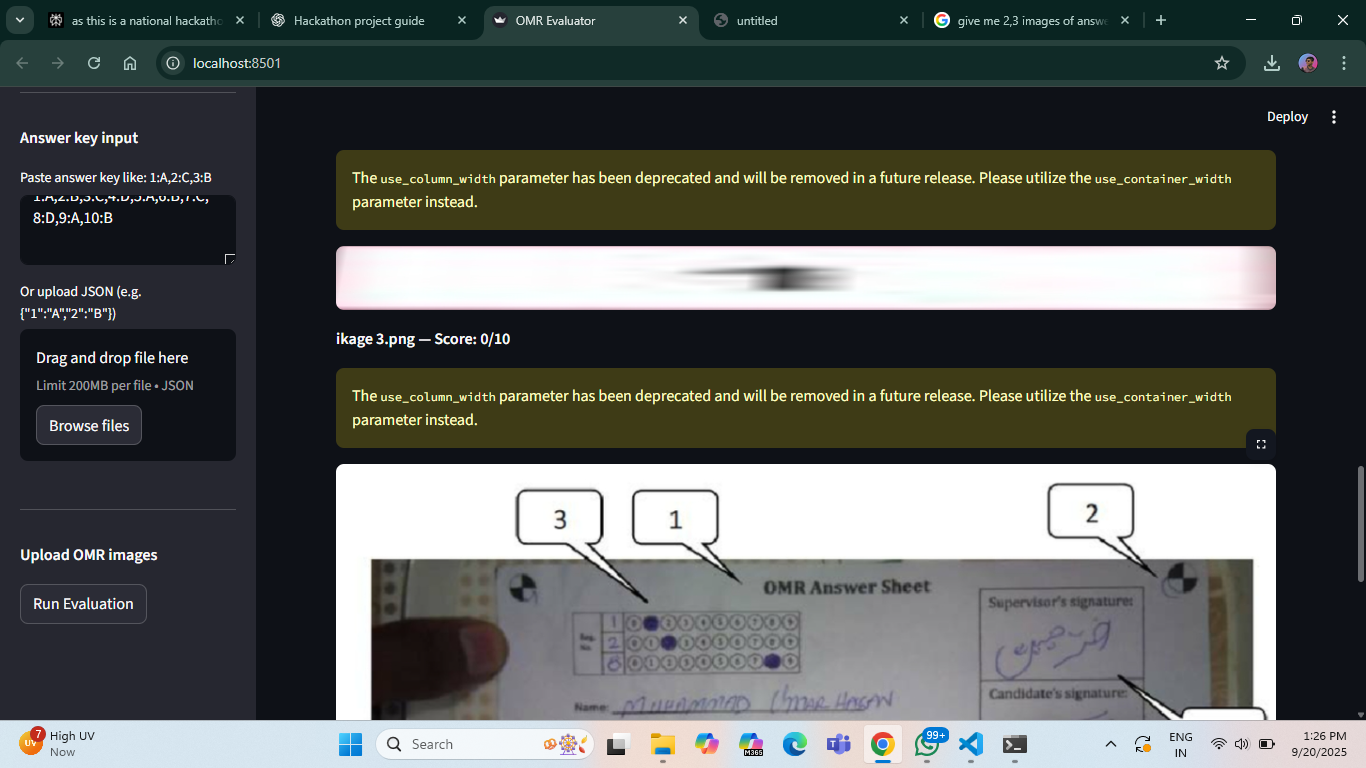 as this is a national hackatho
Hackathon project guide
OMR Evaluator
untitled
give me 2,3 images of answe
localhost:8501
Deploy
Answer key input
Paste answer key like: 1:A,2:C,3:B
1:A,2:B,3:C,4:D,5:A,6:B,7:C,
8:D,9:A,10:B
Or upload JSON (e.g.
{"1":"A","2":"B"})
Drag and drop file here
Limit 200MB per file • JSON
Browse files
Upload OMR images
Run Evaluation
The use_column_width parameter has been deprecated and will be removed in a future release. Please utilize the use_container_width
parameter instead.
ikage 3.png — Score: 0/10
The use_column_width parameter has been deprecated and will be removed in a future release. Please utilize the use_container_width
parameter instead.
3
1
2
OMR Answer Sheet
Supervisor's signature:
1
2
8
Name: MUHAMMAD UMAR HASAN
Candidate's signature:
7
UV
High UV
Now
Search
M365
99+
ENG
IN
1:26 PM
9/20/2025